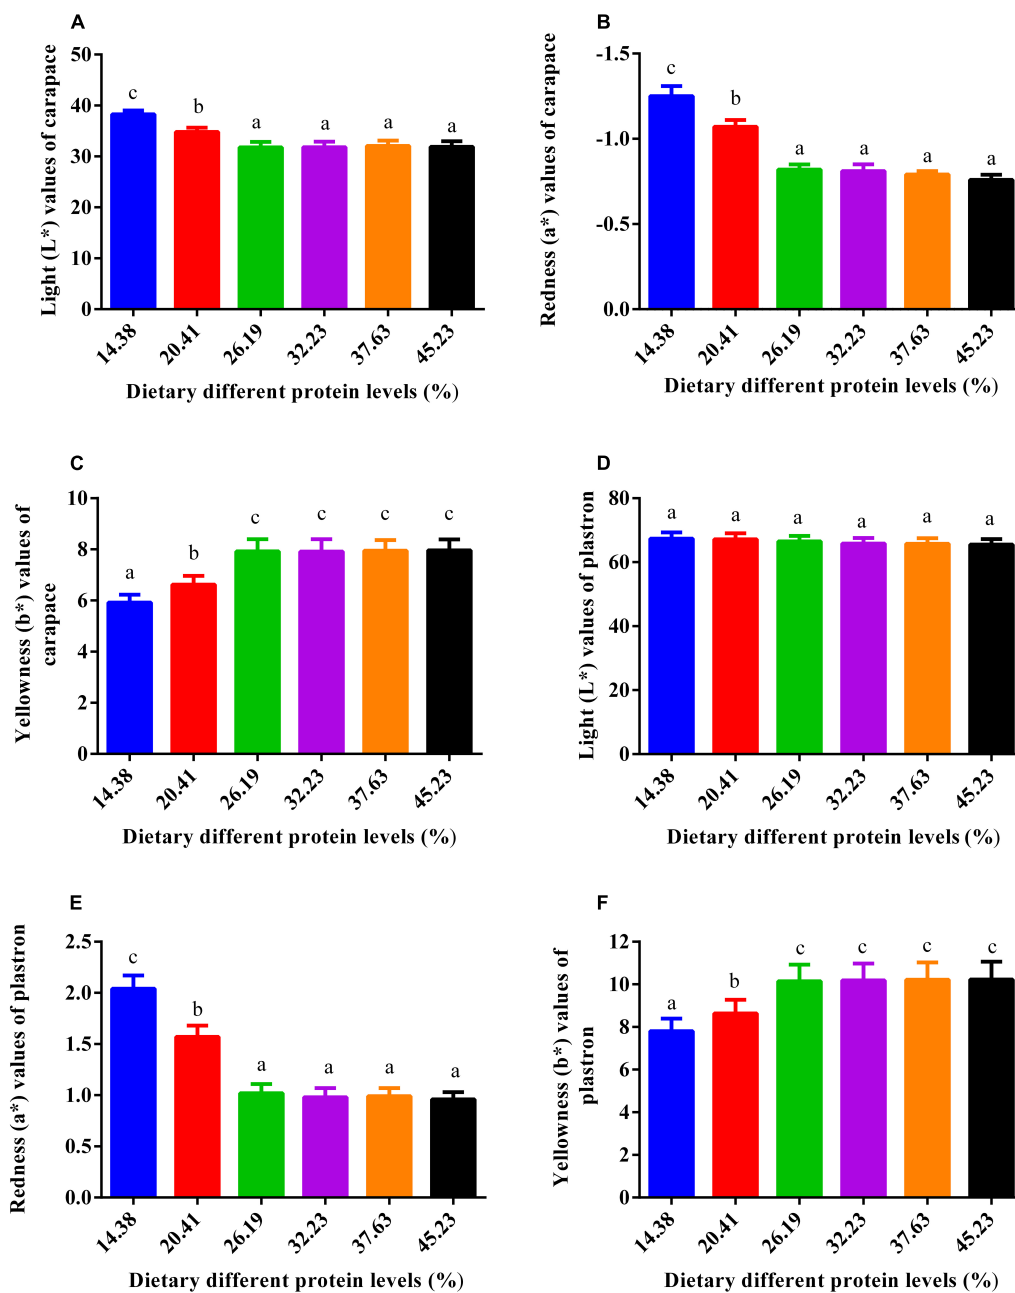 A
Light (L*) values of carapace
50
40
30
20
10
0
c
b
a
a
a
a
14.38
20.41
26.19
32.23
37.63
45.23
Dietary different protein levels (%)
B
Redness (a*) values of carapace
-1.5
-1.0
-0.5
0.0
c
b
a
a
a
a
14.38
20.41
26.19
32.23
37.63
45.23
Dietary different protein levels (%)
C
Yellowness (b*) values of
carapace
10
8
6
4
2
0
a
b
c
c
c
c
14.38
20.41
26.19
32.23
37.63
45.23
Dietary different protein levels (%)
D
Light (L*) values of plastron
80
60
40
20
0
a
a
a
a
a
a
14.38
20.41
26.19
32.23
37.63
45.23
Dietary different protein levels (%)
E
Redness (a*) values of plastron
2.5
2.0
1.5
1.0
0.5
0.0
c
b
a
a
a
a
14.38
20.41
26.19
32.23
37.63
45.23
Dietary different protein levels (%)
F
Yellowness (b*) values of
plastron
12
10
8
6
4
2
0
a
b
c
c
c
c
14.38
20.41
26.19
32.23
37.63
45.23
Dietary different protein levels (%)